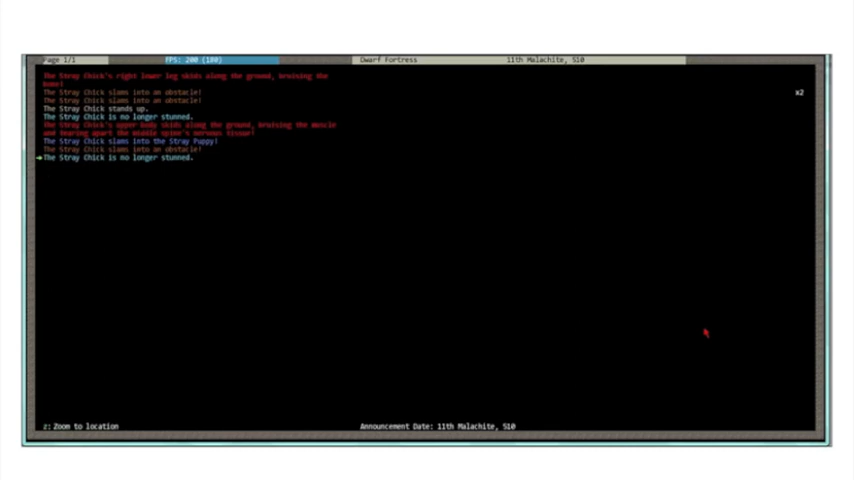 Page 1/1 FPS: 200 (180) Dwarf Fortress 11th Malachite, 510
The Stray Chick's right lower leg skids along the ground, bruising the
bone!
The Stray Chick slams into an obstacle!
The Stray Chick slams into an obstacle! x2
The Stray Chick stands up.
The Stray Chick is no longer stunned.
The Stray Chick's upper body skids along the ground, bruising the muscle
and tearing apart the middle spine's nervous tissue!
The Stray Chick slams into the Stray Puppy!
The Stray Chick slams into an obstacle!
The Stray Chick is no longer stunned.
z: Zoom to location Announcement Date: 11th Malachite, 510